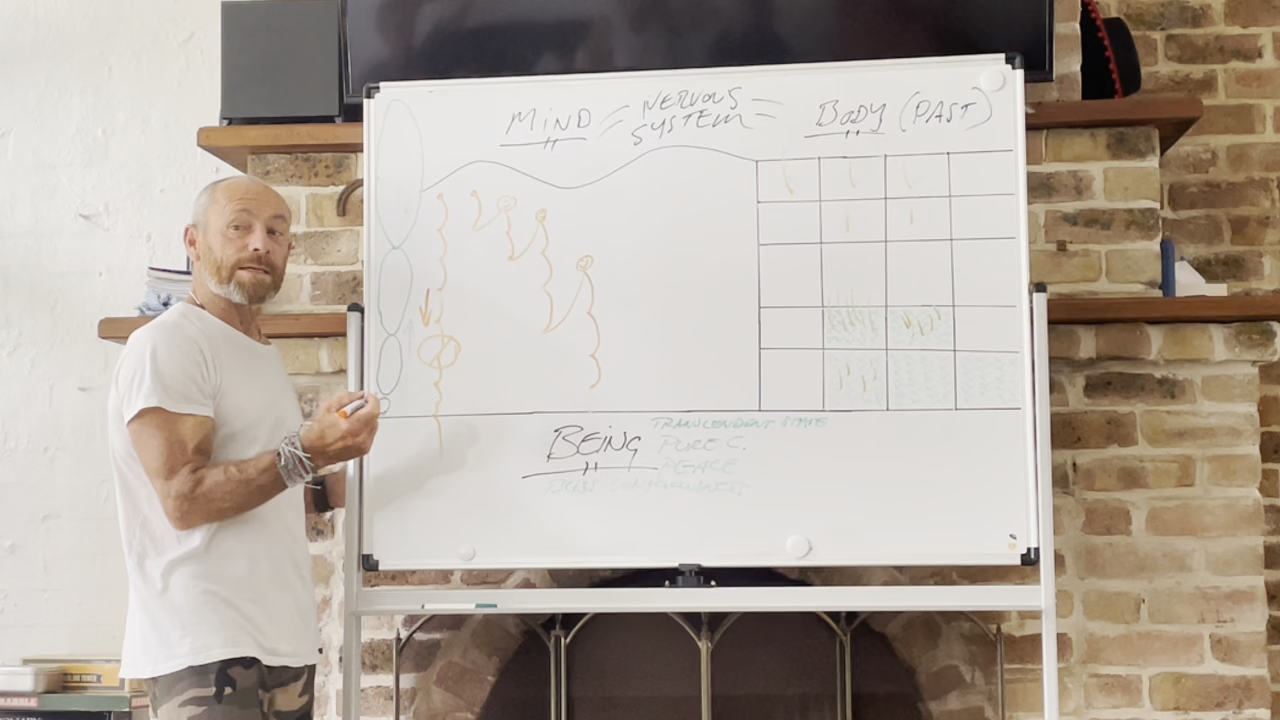 MIND = NERVOUS SYSTEM = BODY (PAST)
TRANSCENDENT STATE
BEING PURE C.
PEACE